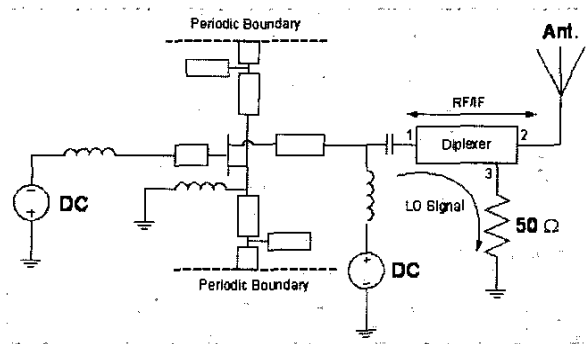 Periodic Boundary
Ant.
RF/IF
1
Diplexer
2
3
DC
LO Signal
50 Ω
DC
Periodic Boundary